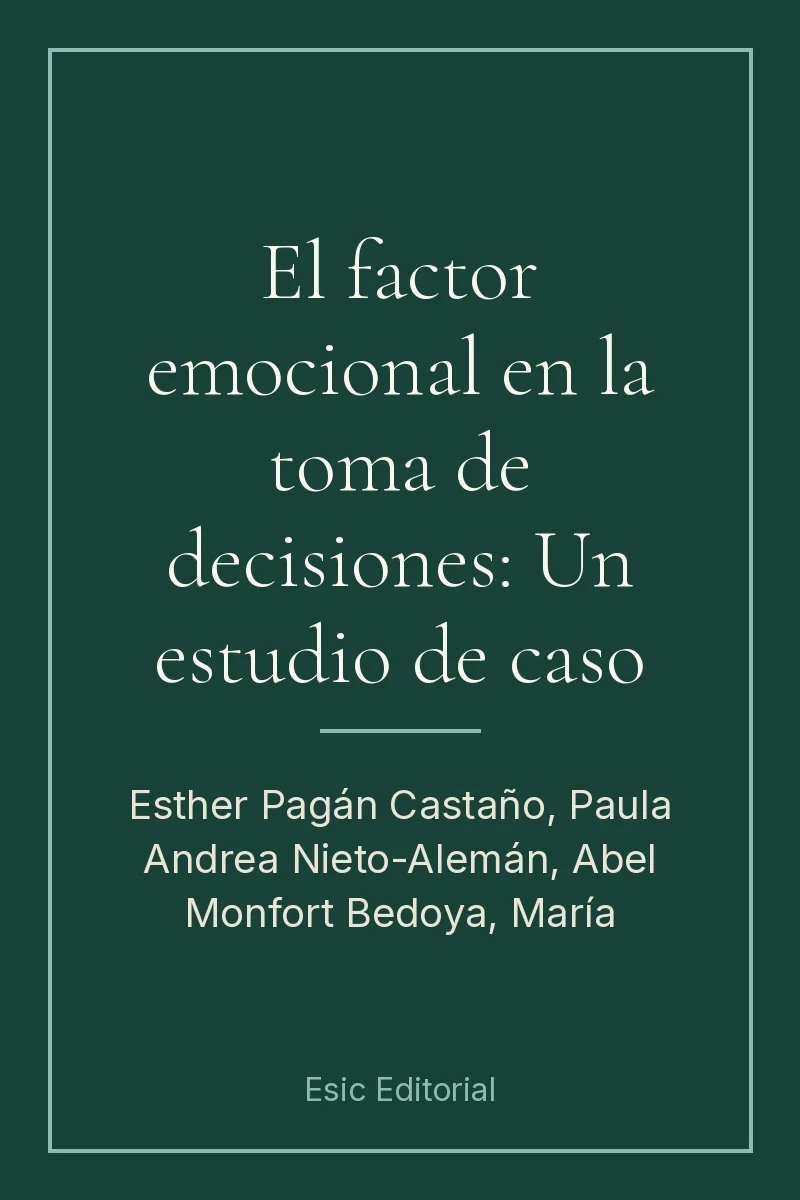 El factor
emocional en la
toma de
decisiones: Un
estudio de caso
Esther Pagán Castaño, Paula
Andrea Nieto-Alemán, Abel
Monfort Bedoya, María
Esic Editorial